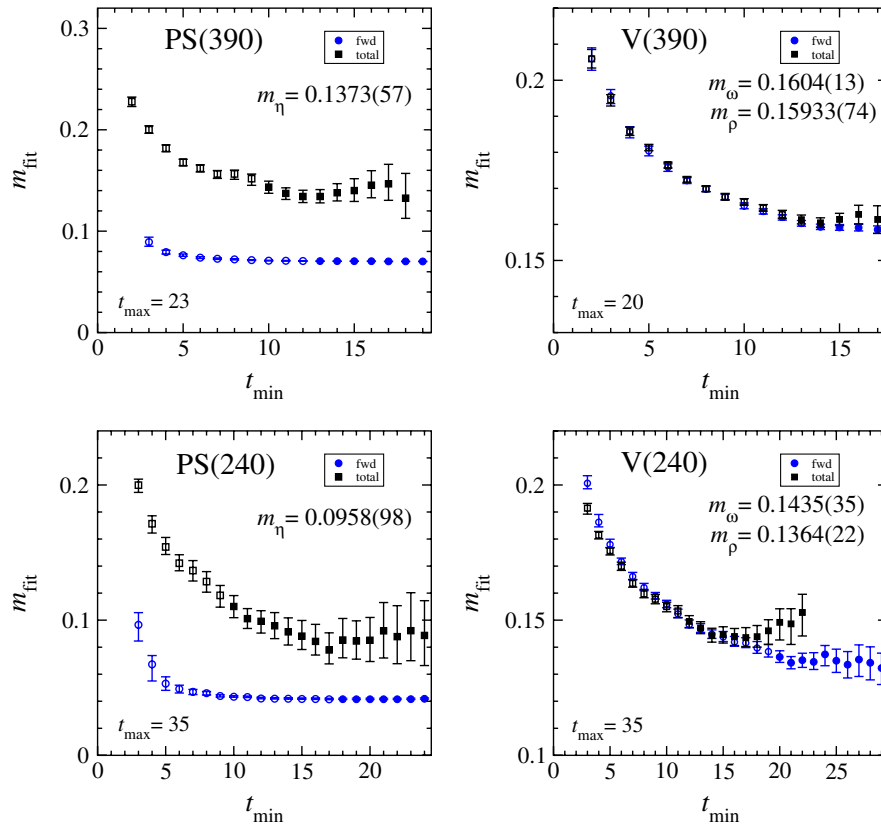 PS(390)
fwd
total
m_η = 0.1373(57)
0.3
0.2
0.1
0
m_fit
t_max = 23
0 5 10 15
t_min
V(390)
fwd
total
m_ω = 0.1604(13)
m_ρ = 0.15933(74)
0.2
0.15
m_fit
t_max = 20
0 5 10 15
t_min
PS(240)
fwd
total
m_η = 0.0958(98)
0.2
0.1
0
m_fit
t_max = 35
0 5 10 15 20
t_min
V(240)
fwd
total
m_ω = 0.1435(35)
m_ρ = 0.1364(22)
0.2
0.15
0.1
m_fit
t_max = 35
0 5 10 15 20 25
t_min